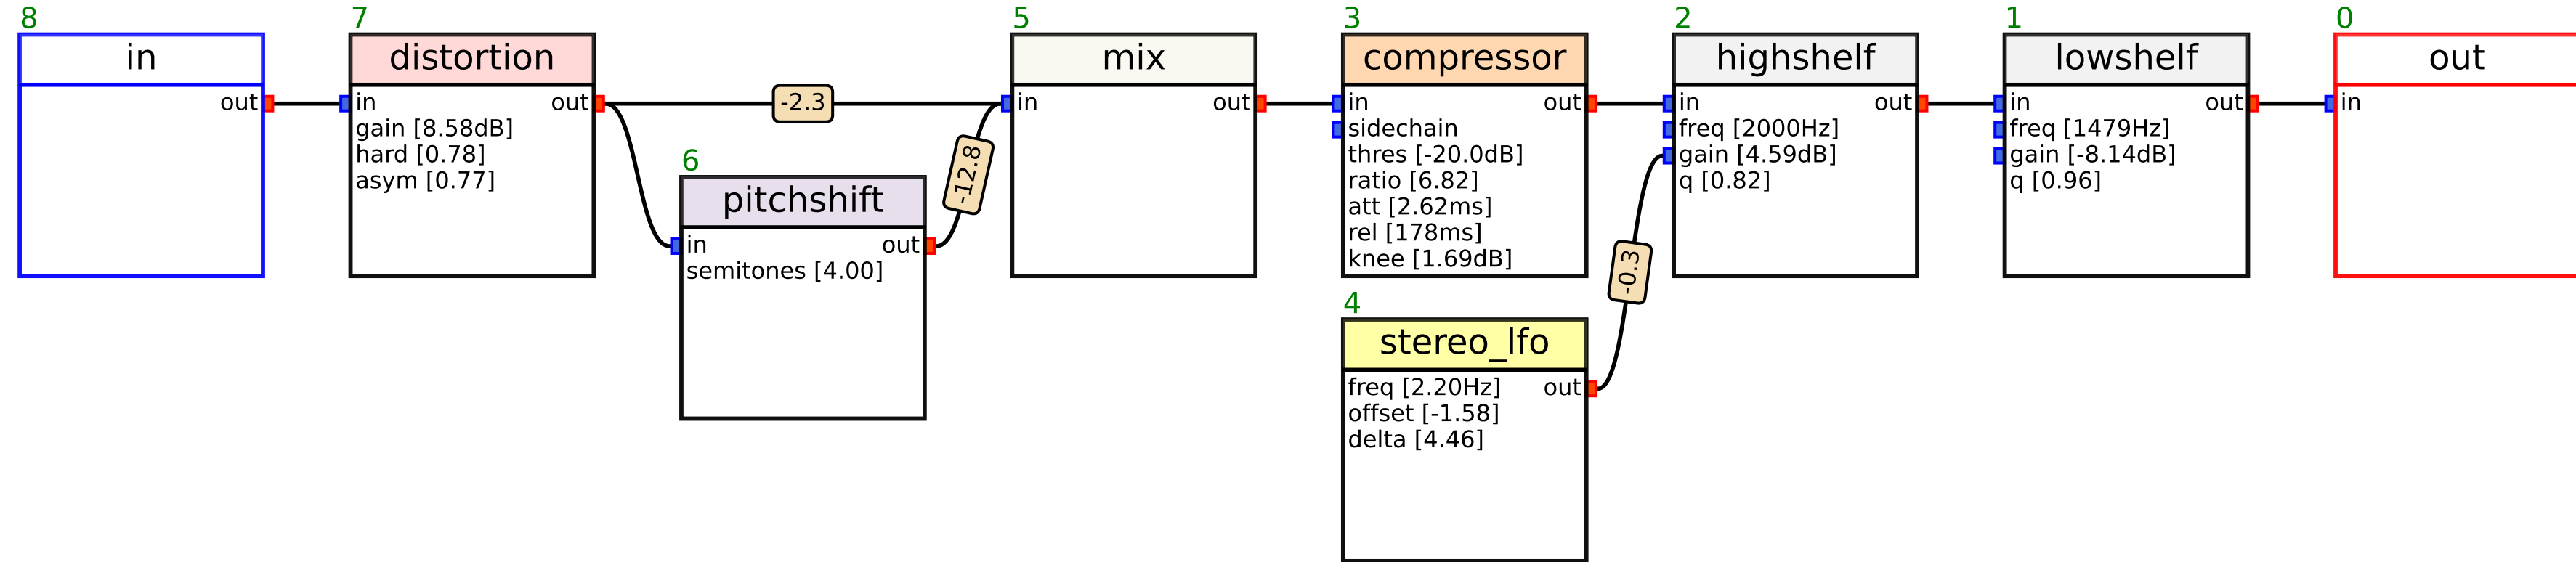 8
in
out
7
distortion
in out
gain [8.58dB]
hard [0.78]
asym [0.77]
-2.3
6
pitchshift
in out
semitones [4.00]
-12.8
5
mix
in out
3
compressor
in out
sidechain
thres [-20.0dB]
ratio [6.82]
att [2.62ms]
rel [178ms]
knee [1.69dB]
4
stereo_lfo
freq [2.20Hz] out
offset [-1.58]
delta [4.46]
-0.3
2
highshelf
in out
freq [2000Hz]
gain [4.59dB]
q [0.82]
1
lowshelf
in out
freq [1479Hz]
gain [-8.14dB]
q [0.96]
0
out
in